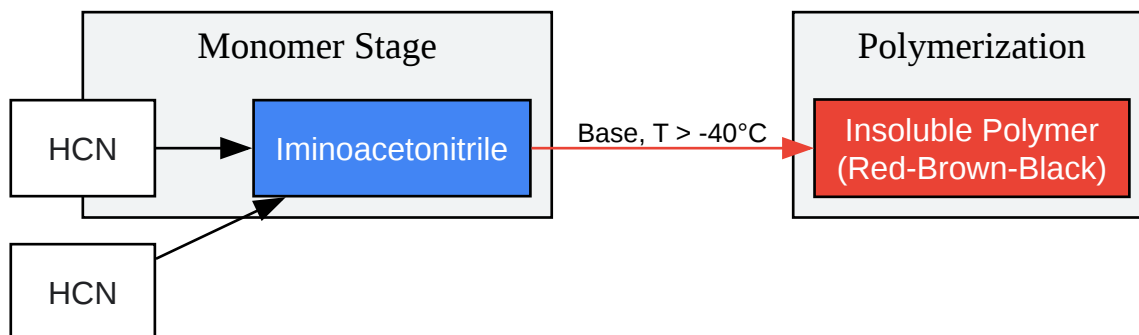 Monomer Stage
Polymerization
HCN
Iminoacetonitrile
Base, T > -40°C
Insoluble Polymer
(Red-Brown-Black)
HCN